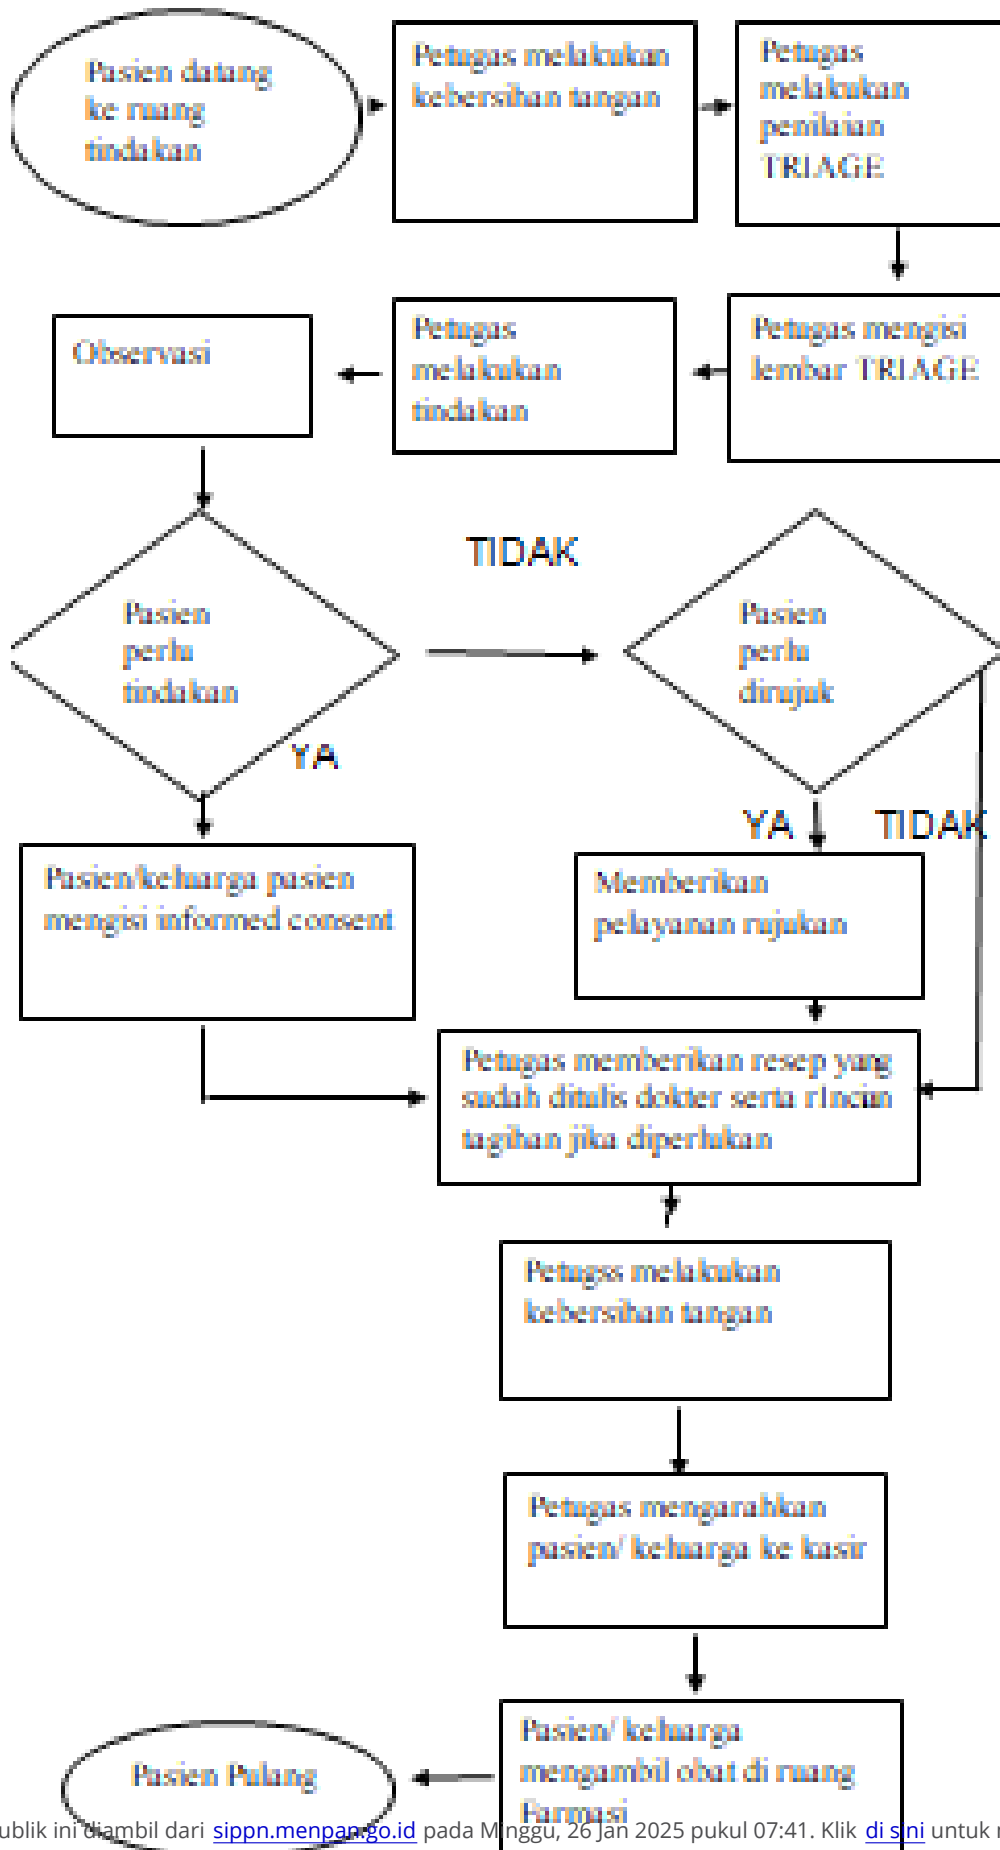 Pasien datang
ke ruang
tindakan
Petugas melakukan
kebersihan tangan
Petugas
melakukan
penilaian
TRIAGE
Petugas mengisi
lembar TRIAGE
Petugas
melakukan
tindakan
Observasi
Pasien
perlu
tindakan
TIDAK
Pasien
perlu
dirujuk
YA
YA
TIDAK
Pasien/keluarga pasien
mengisi informed consent
Memberikan
pelayanan rujukan
Petugas memberikan resep yang
sudah ditulis dokter serta rIncian
tagihan jika diperlukan
Petugss melakukan
kebersihan tangan
Petugas mengarahkan
pasien/ keluarga ke kasir
Pasien/ keluarga
mengambil obat di ruang
Farmasi
Pasien Pulang
ublik ini diambil dari sippn.menpan.go.id pada Minggu, 26 Jan 2025 pukul 07:41. Klik di sini untuk